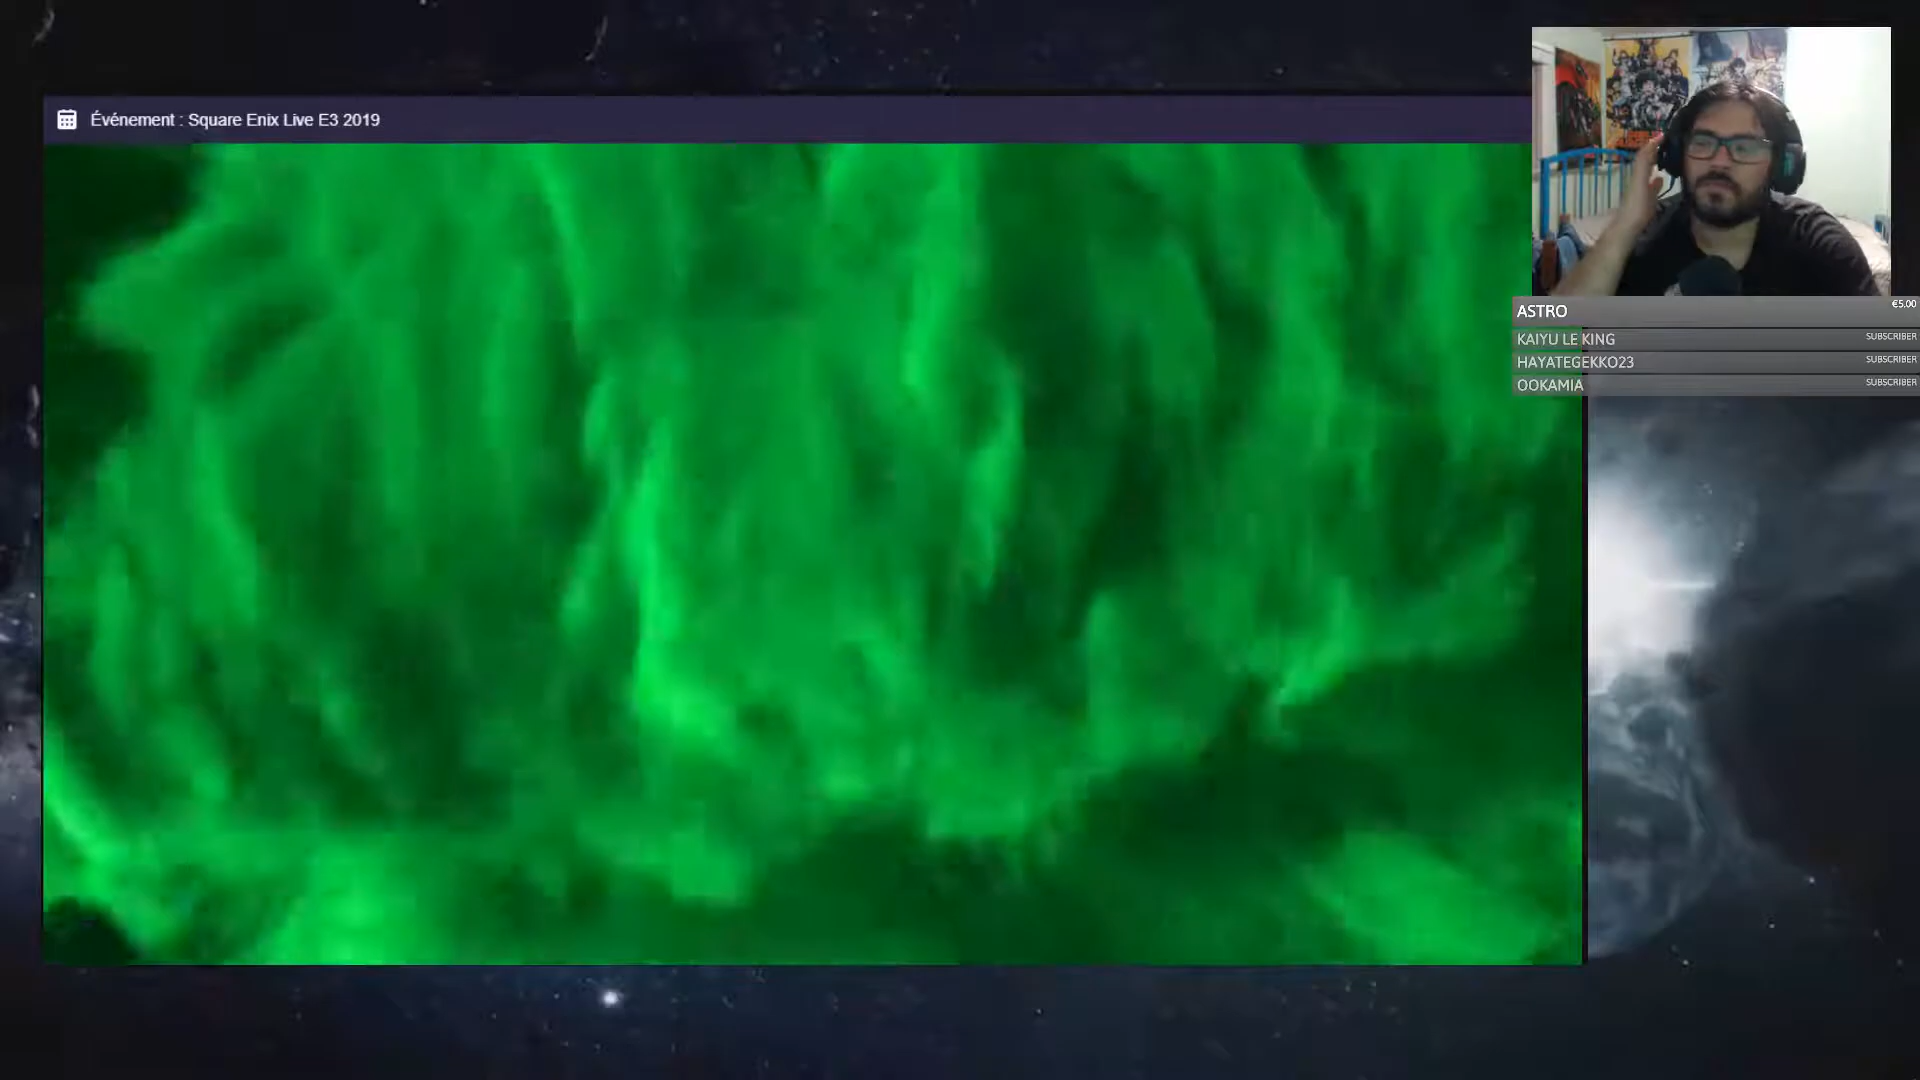 Événement : Square Enix Live E3 2019
ASTRO €5.00
KAIYU LE KING SUBSCRIBER
HAYATEGEKKO23 SUBSCRIBER
OOKAMIA SUBSCRIBER